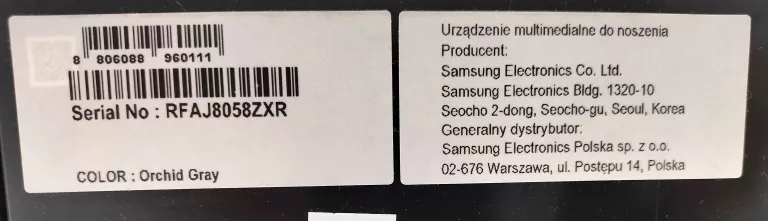 8 806088 960111
Serial No : RFAJ8058ZXR
COLOR : Orchid Gray
Urządzenie multimedialne do noszenia
Producent:
Samsung Electronics Co. Ltd.
Samsung Electronics Bldg. 1320-10
Seocho 2-dong, Seocho-gu, Seoul, Korea
Generalny dystrybutor:
Samsung Electronics Polska sp. z o.o.
02-676 Warszawa, ul. Postępu 14, Polska